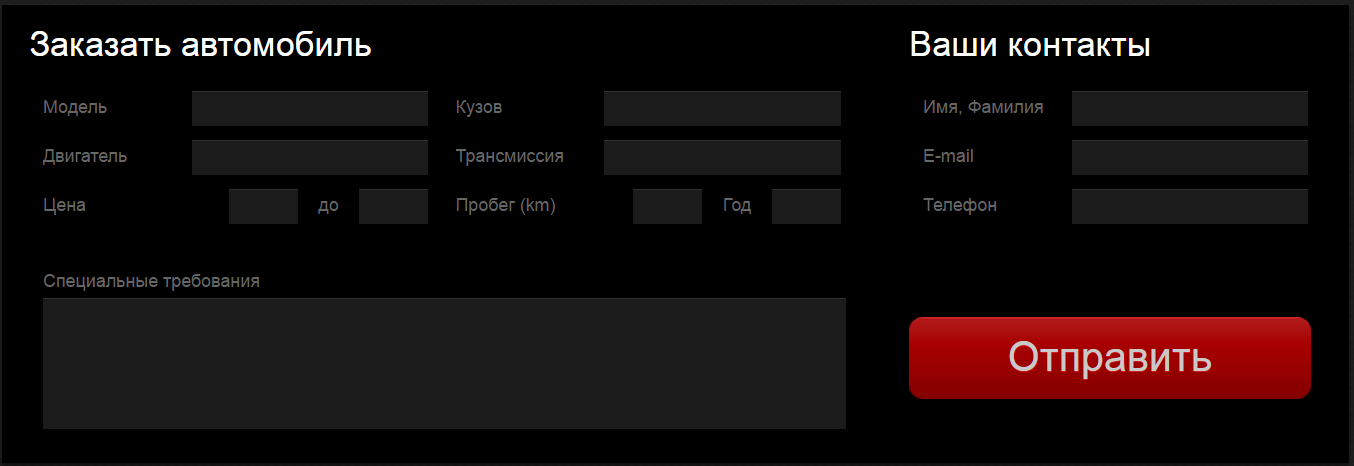 Заказать автомобиль
Ваши контакты
Модель
Кузов
Имя, Фамилия
Двигатель
Трансмиссия
E-mail
Цена
до
Пробег (km)
Год
Телефон
Специальные требования
Отправить